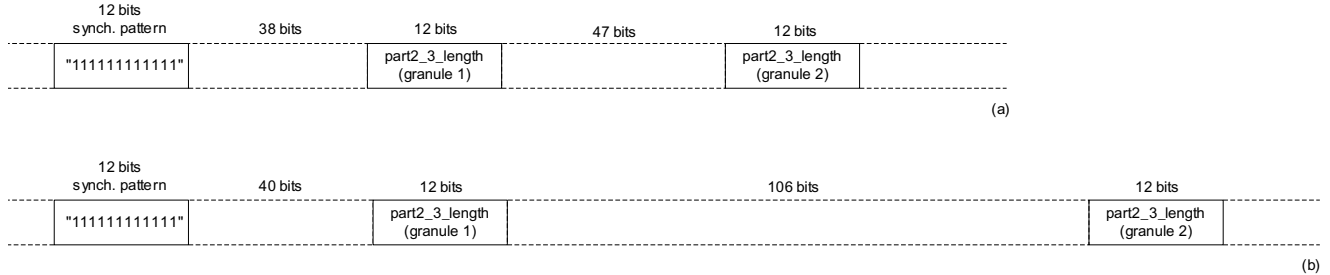 12 bits
synch. pattern
38 bits
12 bits
47 bits
12 bits
"111111111111"
part2_3_length
(granule 1)
part2_3_length
(granule 2)
(a)
12 bits
synch. pattern
40 bits
12 bits
106 bits
12 bits
"111111111111"
part2_3_length
(granule 1)
part2_3_length
(granule 2)
(b)